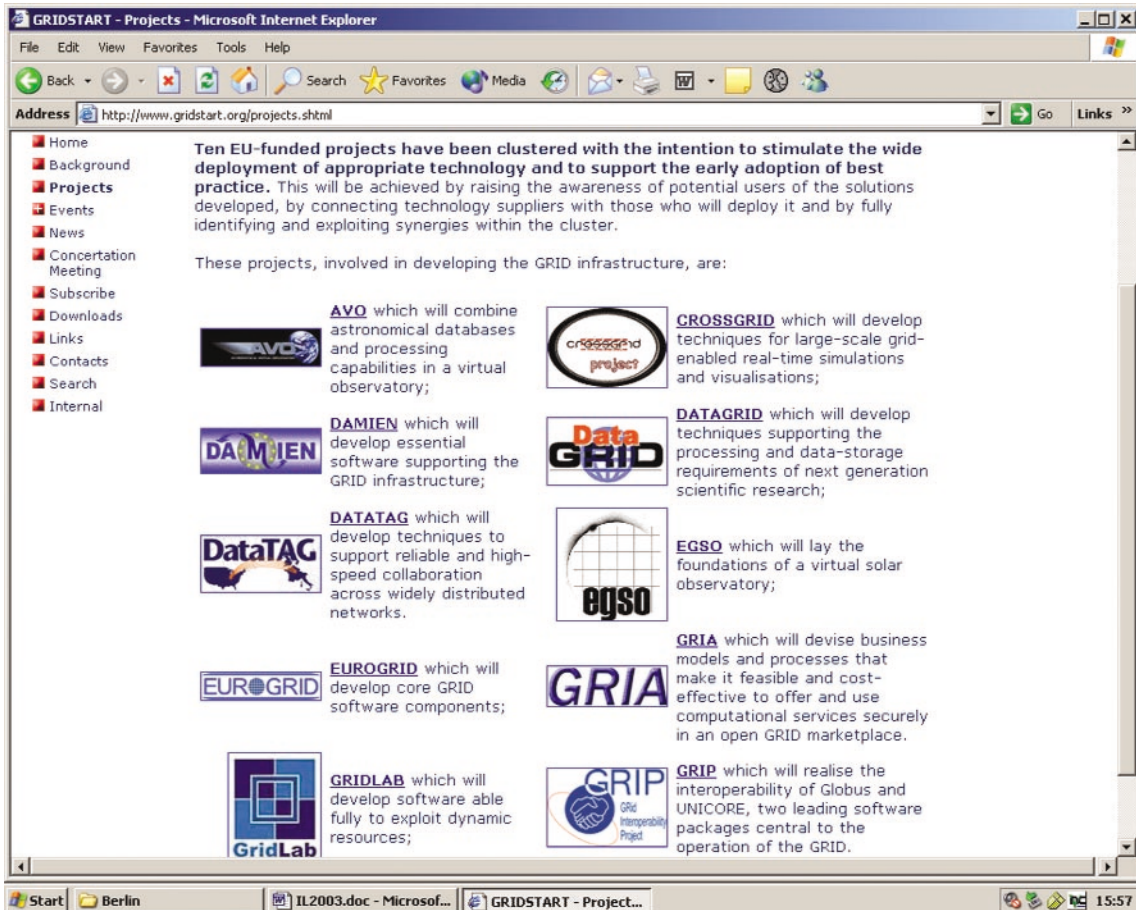 GRIDSTART - Projects - Microsoft Internet Explorer
File Edit View Favorites Tools Help
Back Search Favorites Media
Address http://www.gridstart.org/projects.shtml Go Links »
Home
Background
Projects
Events
News
Concertation
Meeting
Subscribe
Downloads
Links
Contacts
Search
Internal
Ten EU-funded projects have been clustered with the intention to stimulate the wide
deployment of appropriate technology and to support the early adoption of best
practice. This will be achieved by raising the awareness of potential users of the solutions
developed, by connecting technology suppliers with those who will deploy it and by fully
identifying and exploiting synergies within the cluster.
These projects, involved in developing the GRID infrastructure, are:
AVO
AVO which will combine
astronomical databases
and processing
capabilities in a virtual
observatory;
crossgrid
project
CROSSGRID which will develop
techniques for large-scale grid-
enabled real-time simulations
and visualisations;
DAMIEN
DAMIEN which will
develop essential
software supporting the
GRID infrastructure;
Data
GRID
DATAGRID which will develop
techniques supporting the
processing and data-storage
requirements of next generation
scientific research;
DataTAG
DATATAG which will
develop techniques to
support reliable and high-
speed collaboration
across widely distributed
networks.
egso
EGSO which will lay the
foundations of a virtual solar
observatory;
EUROGRID
EUROGRID which will
develop core GRID
software components;
GRIA
GRIA which will devise business
models and processes that
make it feasible and cost-
effective to offer and use
computational services securely
in an open GRID marketplace.
GridLab
GRIDLAB which will
develop software able
fully to exploit dynamic
resources;
GRIP
GRid
Interoperability
Project
GRIP which will realise the
interoperability of Globus and
UNICORE, two leading software
packages central to the
operation of the GRID.
Start Berlin IL2003.doc - Microsof... GRIDSTART - Project... 15:57